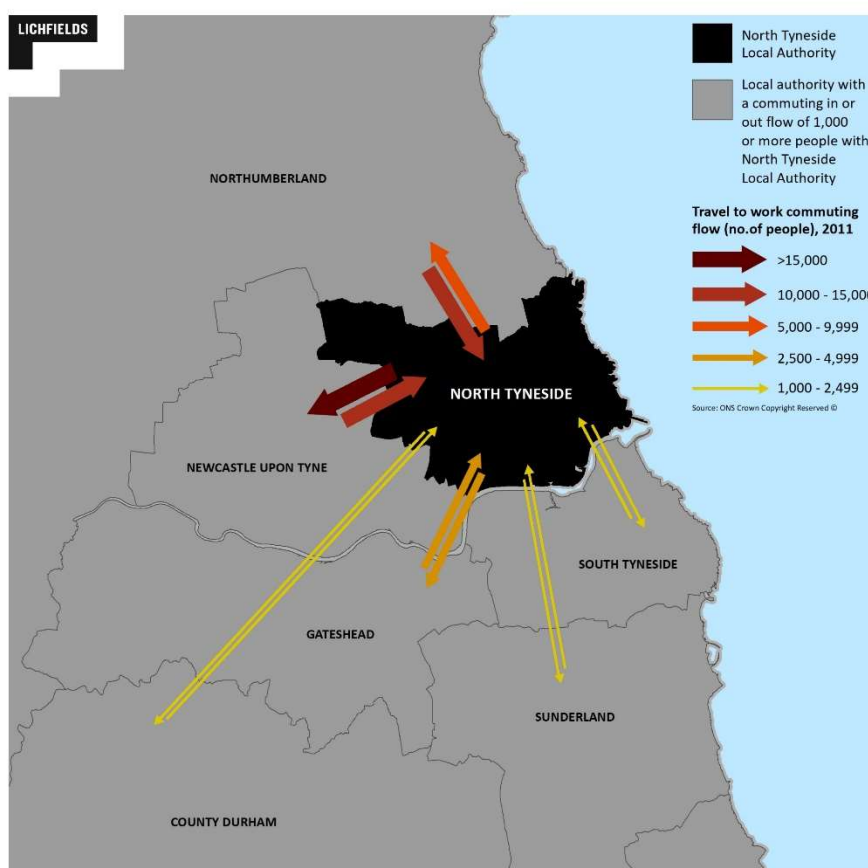 LICHFIELDS
North Tyneside
Local Authority
Local authority with
a commuting in or
out flow of 1,000
or more people with
North Tyneside
Local Authority
Travel to work commuting
flow (no.of people), 2011
>15,000
10,000 - 15,000
5,000 - 9,999
2,500 - 4,999
1,000 - 2,499
Source: ONS Crown Copyright Reserved ©
NORTHUMBERLAND
NORTH TYNESIDE
NEWCASTLE UPON TYNE
SOUTH TYNESIDE
GATESHEAD
SUNDERLAND
COUNTY DURHAM